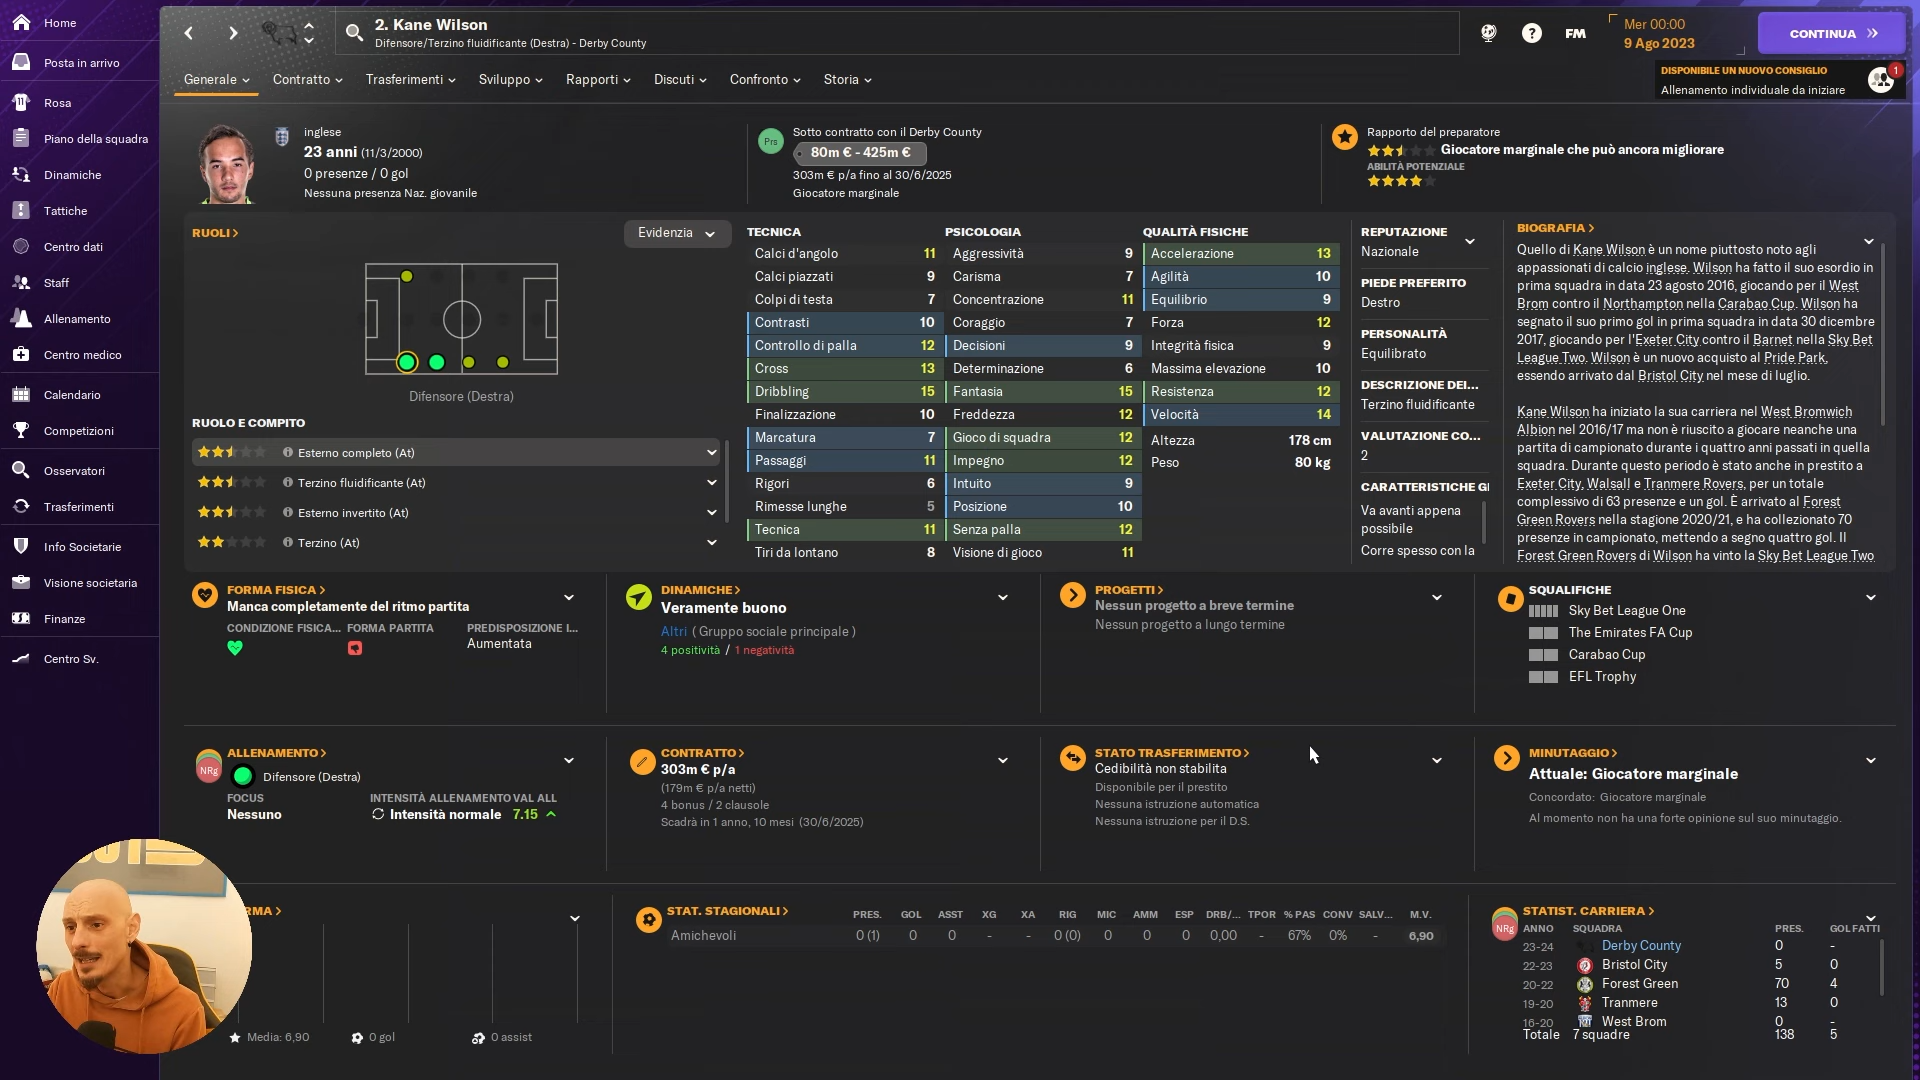 Home
Posta in arrivo
Rosa
Piano della squadra
Dinamiche
Tattiche
Centro dati
Staff
Allenamento
Centro medico
Calendario
Competizioni
Osservatori
Trasferimenti
Info Societarie
Visione societaria
Finanze
Centro Sv.
2. Kane Wilson
Difensore/Terzino fluidificante (Destra) - Derby County
FM
Mer 00:00
9 Ago 2023
CONTINUA
Generale
Contratto
Trasferimenti
Sviluppo
Rapporti
Discuti
Confronto
Storia
DISPONIBILE UN NUOVO CONSIGLIO
Allenamento individuale da iniziare
1
inglese
23 anni (11/3/2000)
0 presenze / 0 gol
Nessuna presenza Naz. giovanile
Prs
Sotto contratto con il Derby County
80m € - 425m €
303m € p/a fino al 30/6/2025
Giocatore marginale
Rapporto del preparatore
Giocatore marginale che può ancora migliorare
ABILITÀ POTENZIALE
RUOLI
Evidenzia
Difensore (Destra)
RUOLO E COMPITO
Esterno completo (At)
Terzino fluidificante (At)
Esterno invertito (At)
Terzino (At)
TECNICA
Calci d'angolo 11
Calci piazzati 9
Colpi di testa 7
Contrasti 10
Controllo di palla 12
Cross 13
Dribbling 15
Finalizzazione 10
Marcatura 7
Passaggi 11
Rigori 6
Rimesse lunghe 5
Tecnica 11
Tiri da lontano 8
PSICOLOGIA
Aggressività 9
Carisma 7
Concentrazione 11
Coraggio 7
Decisioni 9
Determinazione 6
Fantasia 15
Freddezza 12
Gioco di squadra 12
Impegno 12
Intuito 9
Posizione 10
Senza palla 12
Visione di gioco 11
QUALITÀ FISICHE
Accelerazione 13
Agilità 10
Equilibrio 9
Forza 12
Integrità fisica 9
Massima elevazione 10
Resistenza 12
Velocità 14
Altezza 178 cm
Peso 80 kg
REPUTAZIONE
Nazionale
PIEDE PREFERITO
Destro
PERSONALITÀ
Equilibrato
DESCRIZIONE DEI...
Terzino fluidificante
VALUTAZIONE CO...
2
CARATTERISTICHE GI
Va avanti appena
possibile
Corre spesso con la
BIOGRAFIA
Quello di Kane Wilson è un nome piuttosto noto agli
appassionati di calcio inglese. Wilson ha fatto il suo esordio in
prima squadra in data 23 agosto 2016, giocando per il West
Brom contro il Northampton nella Carabao Cup. Wilson ha
segnato il suo primo gol in prima squadra in data 30 dicembre
2017, giocando per l'Exeter City contro il Barnet nella Sky Bet
League Two. Wilson è un nuovo acquisto al Pride Park,
essendo arrivato dal Bristol City nel mese di luglio.
Kane Wilson ha iniziato la sua carriera nel West Bromwich
Albion nel 2016/17 ma non è riuscito a giocare neanche una
partita di campionato durante i quattro anni passati in quella
squadra. Durante questo periodo è stato anche in prestito a
Exeter City, Walsall e Tranmere Rovers, per un totale
complessivo di 63 presenze e un gol. È arrivato al Forest
Green Rovers nella stagione 2020/21, e ha collezionato 70
presenze in campionato, mettendo a segno quattro gol. Il
Forest Green Rovers di Wilson ha vinto la Sky Bet League Two
FORMA FISICA
Manca completamente del ritmo partita
CONDIZIONE FISICA... FORMA PARTITA PREDISPOSIZIONE I...
Aumentata
DINAMICHE
Veramente buono
Altri ( Gruppo sociale principale )
4 positività / 1 negatività
PROGETTI
Nessun progetto a breve termine
Nessun progetto a lungo termine
SQUALIFICHE
Sky Bet League One
The Emirates FA Cup
Carabao Cup
EFL Trophy
ALLENAMENTO
NRg
Difensore (Destra)
FOCUS INTENSITÀ ALLENAMENTO VAL ALL
Nessuno Intensità normale 7.15
CONTRATTO
303m € p/a
(179m € p/a netti)
4 bonus / 2 clausole
Scadrà in 1 anno, 10 mesi (30/6/2025)
STATO TRASFERIMENTO
Cedibilità non stabilita
Disponibile per il prestito
Nessuna istruzione automatica
Nessuna istruzione per il D.S.
MINUTAGGIO
Attuale: Giocatore marginale
Concordato: Giocatore marginale
Al momento non ha una forte opinione sul suo minutaggio.
RMA
Media: 6,90 0 gol 0 assist
STAT. STAGIONALI PRES. GOL ASST XG XA RIG MIC AMM ESP DRB/... TPOR % PAS CONV SALV... M.V.
Amichevoli 0 (1) 0 0 - - 0 (0) 0 0 0 0,00 - 67% 0% - 6,90
STATIST. CARRIERA
NRg
ANNO SQUADRA PRES. GOL FATTI
23-24 Derby County 0 -
22-23 Bristol City 5 0
20-22 Forest Green 70 4
19-20 Tranmere 13 0
16-20 West Brom 0 -
Totale 7 squadre 138 5